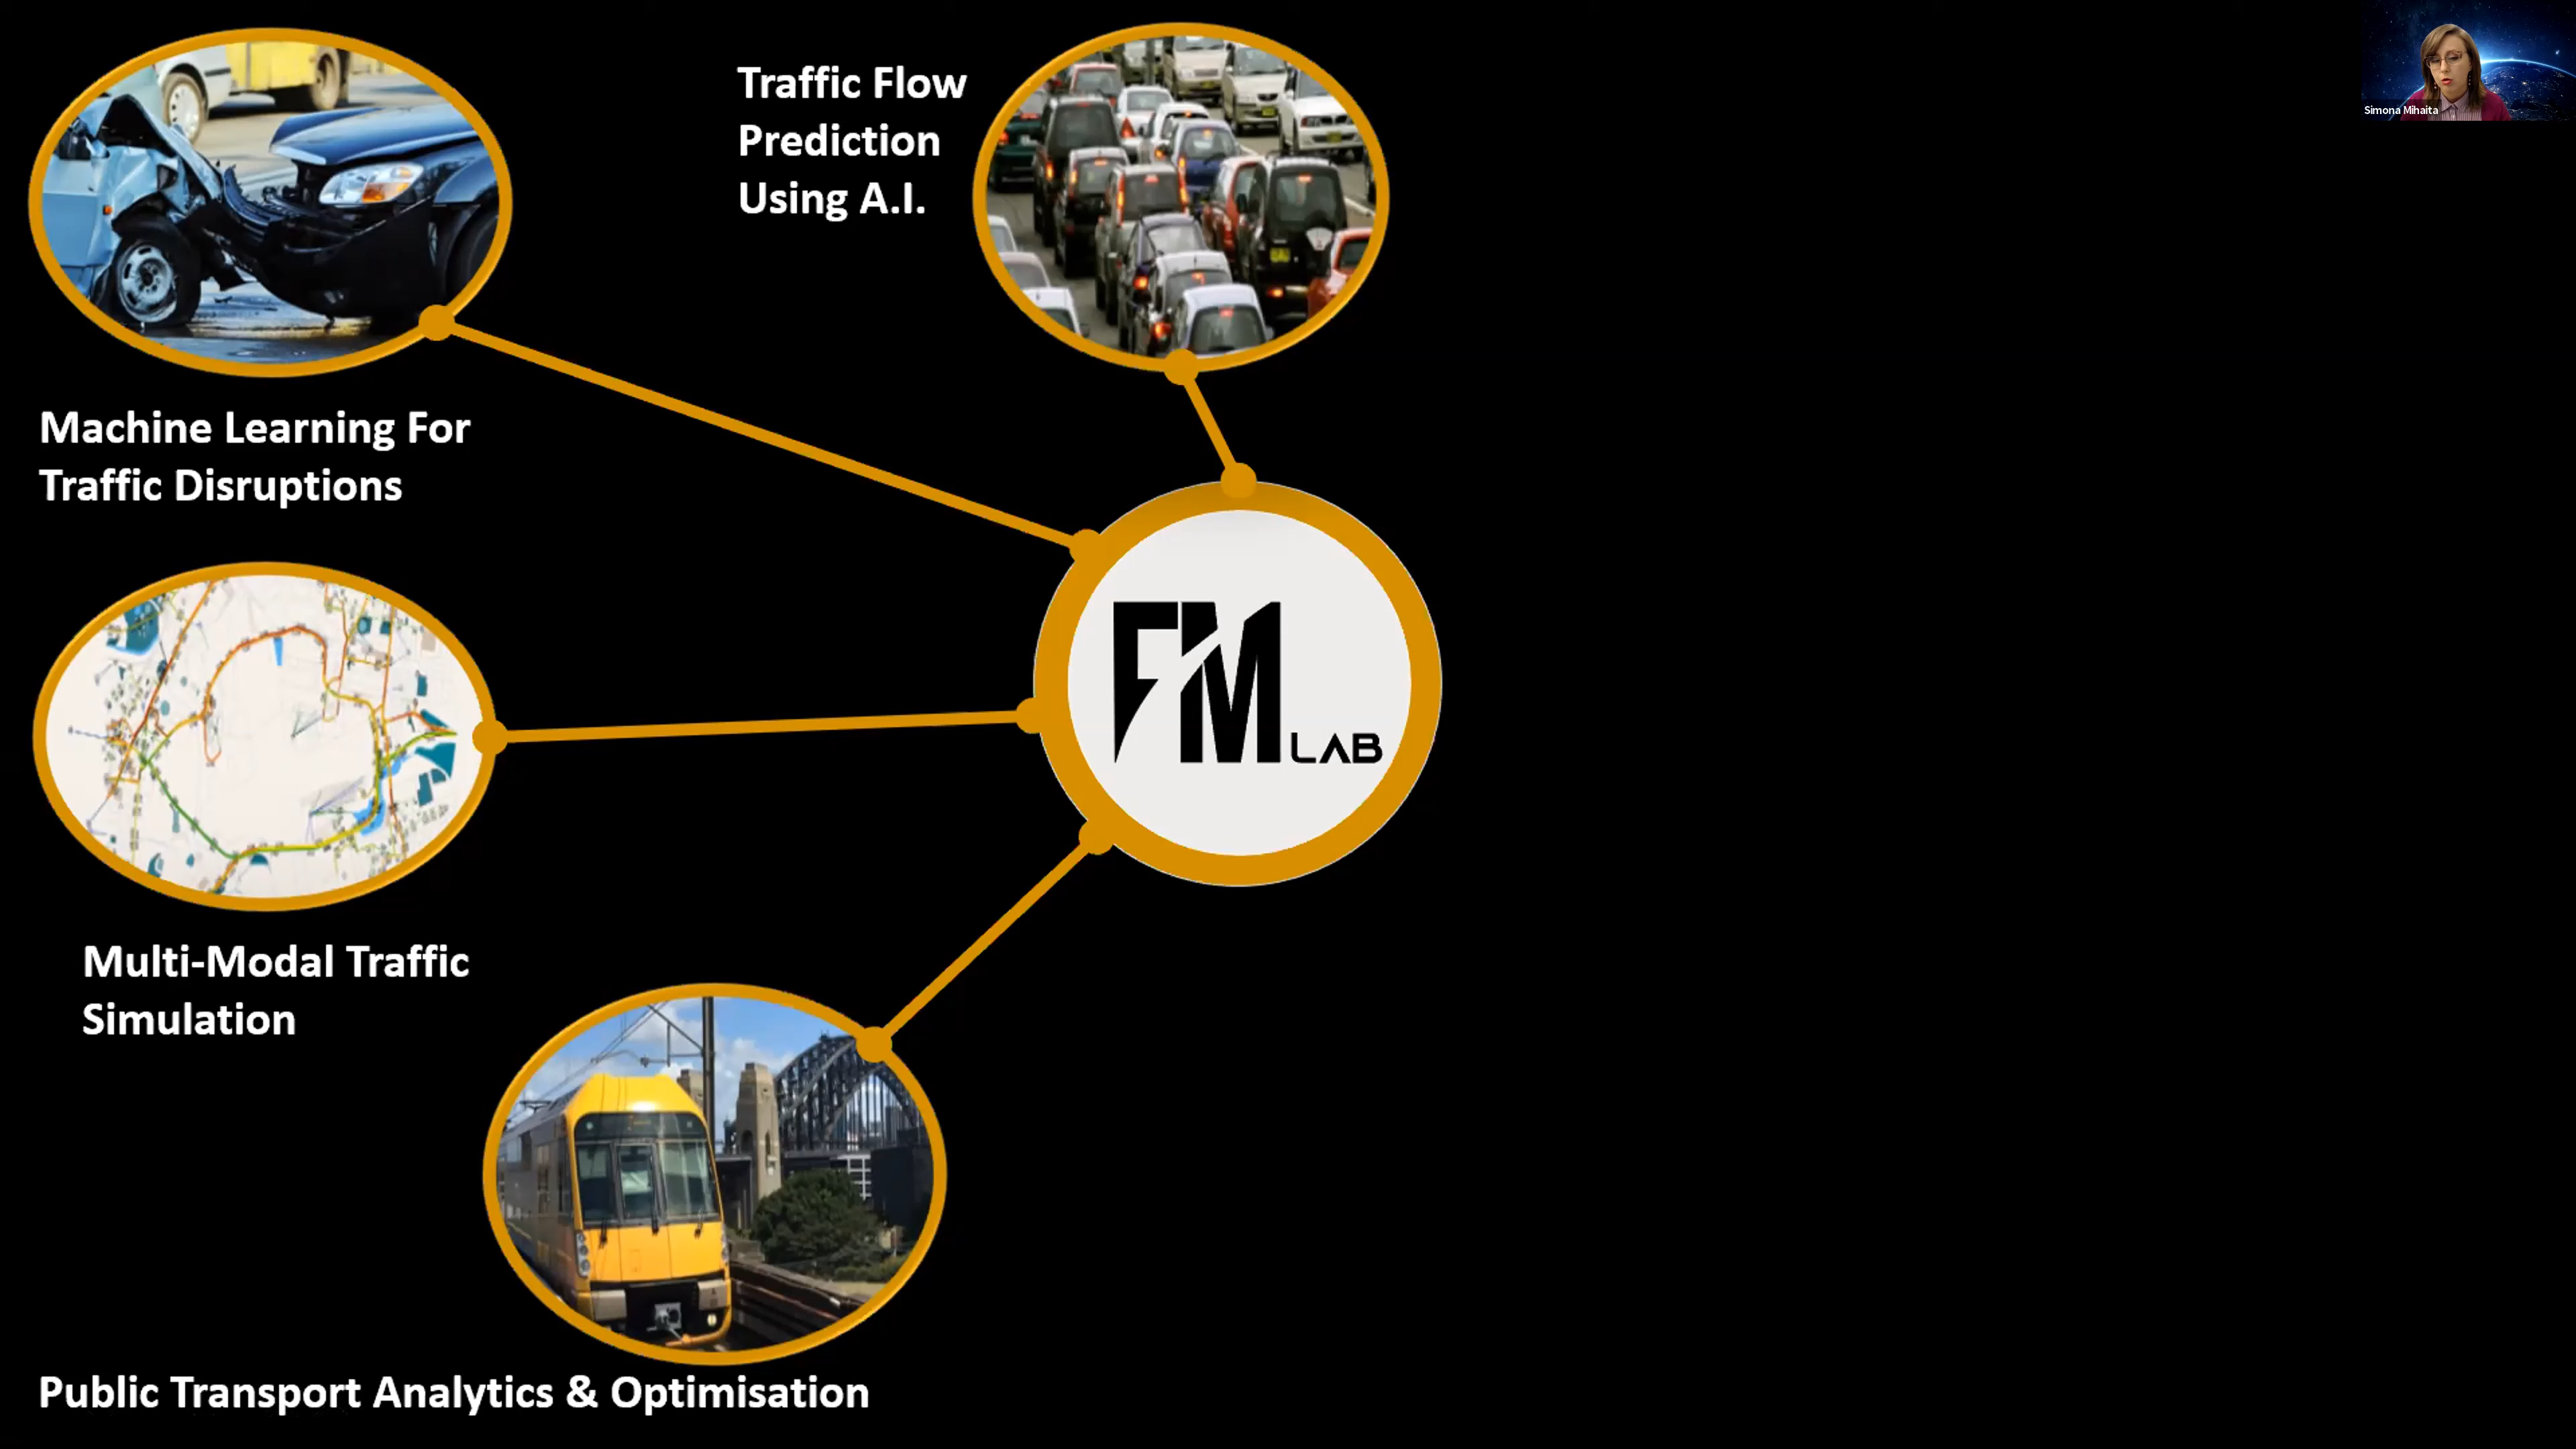 Traffic Flow
Prediction
Using A.I.
Simona Mihaita
Machine Learning For
Traffic Disruptions
FM LAB
Multi-Modal Traffic
Simulation
Public Transport Analytics & Optimisation